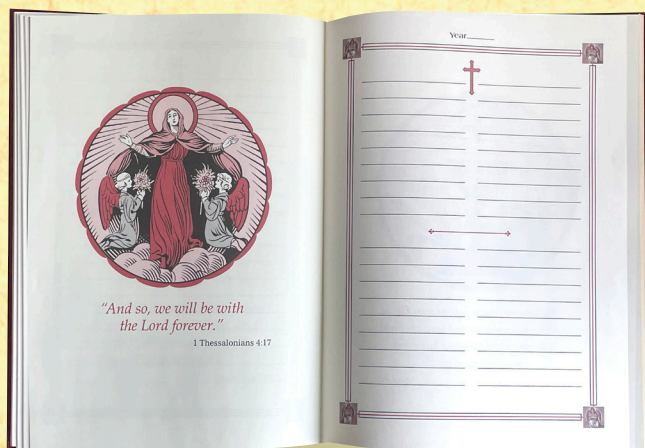 "And so, we will be with
the Lord forever."
1 Thessalonians 4:17
Year